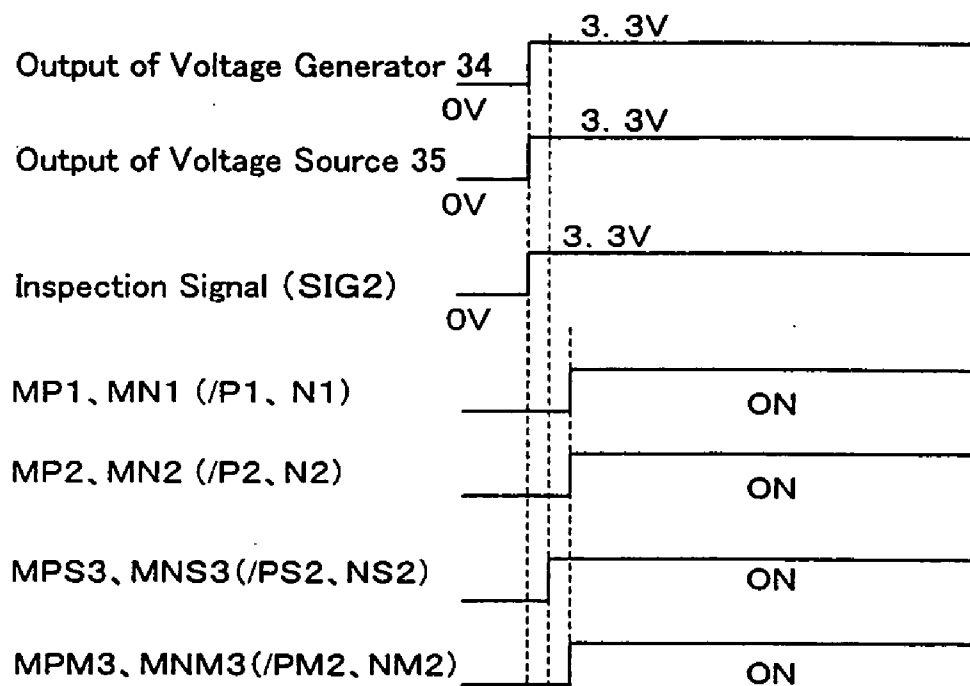 3. 3V
Output of Voltage Generator 34
0V
3. 3V
Output of Voltage Source 35
0V
3. 3V
Inspection Signal (SIG2)
0V
MP1、MN1 (/P1、N1)
ON
MP2、MN2 (/P2、N2)
ON
MPS3、MNS3(/PS2、NS2)
ON
MPM3、MNM3(/PM2、NM2)
ON